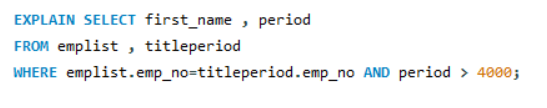 EXPLAIN SELECT first_name , period
FROM emplist , titleperiod
WHERE emplist.emp_no=titleperiod.emp_no AND period > 4000;